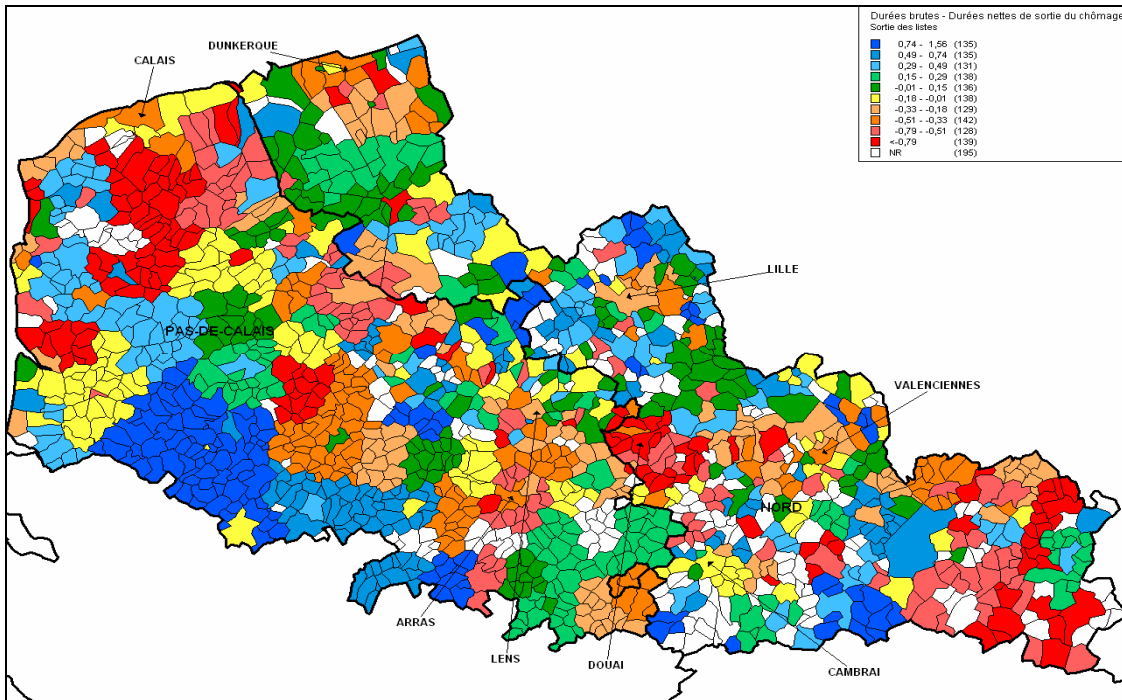 Durées brutes - Durées nettes de sortie du chômage
Sortie des listes
0,74 - 1,56 (135)
0,49 - 0,74 (135)
0,29 - 0,49 (131)
0,15 - 0,29 (138)
-0,01 - 0,15 (136)
-0,18 - -0,01 (138)
-0,33 - -0,18 (129)
-0,51 - -0,33 (142)
-0,79 - -0,51 (128)
<-0,79 (139)
NR (195)
DUNKERQUE
CALAIS
LILLE
PAS-DE-CALAIS
VALENCIENNES
NORD
ARRAS
LENS
DOUAI
CAMBRAI